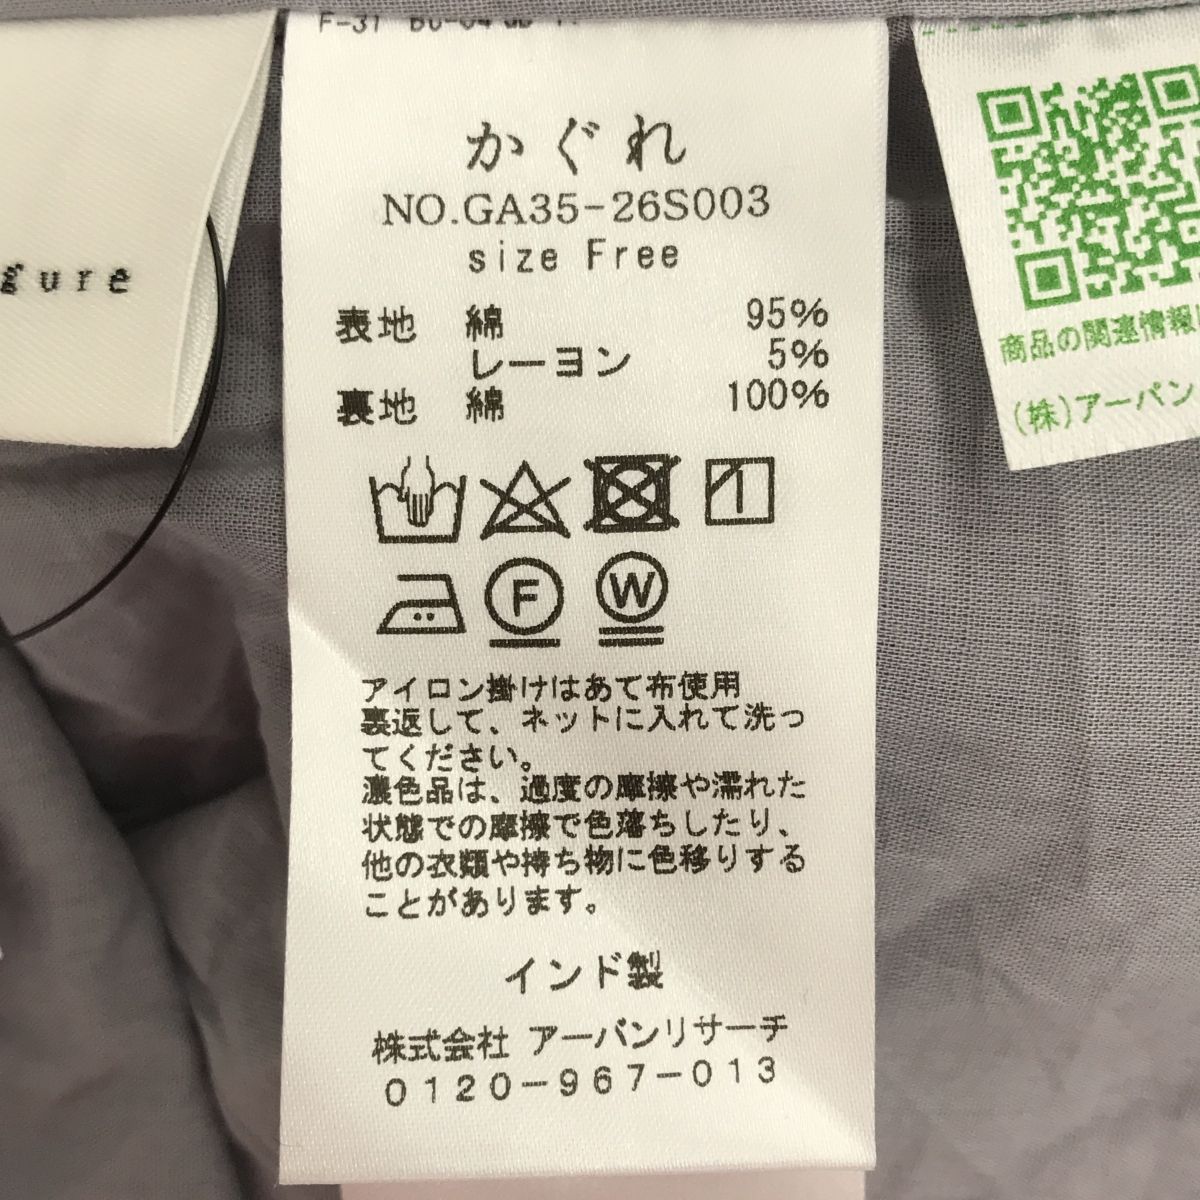 gure
かぐれ
NO.GA35-26S003
size Free
表地 綿 95%
レーヨン 5%
裏地 綿 100%
F
W
アイロン掛けはあて布使用
裏返して、ネットに入れて洗っ
てください。
濃色品は、過度の摩擦や濡れた
状態での摩擦で色落ちしたり、
他の衣類や持ち物に色移りする
ことがあります。
インド製
株式会社 アーバンリサーチ
0120-967-013
商品の関連情報
(株)アーバン